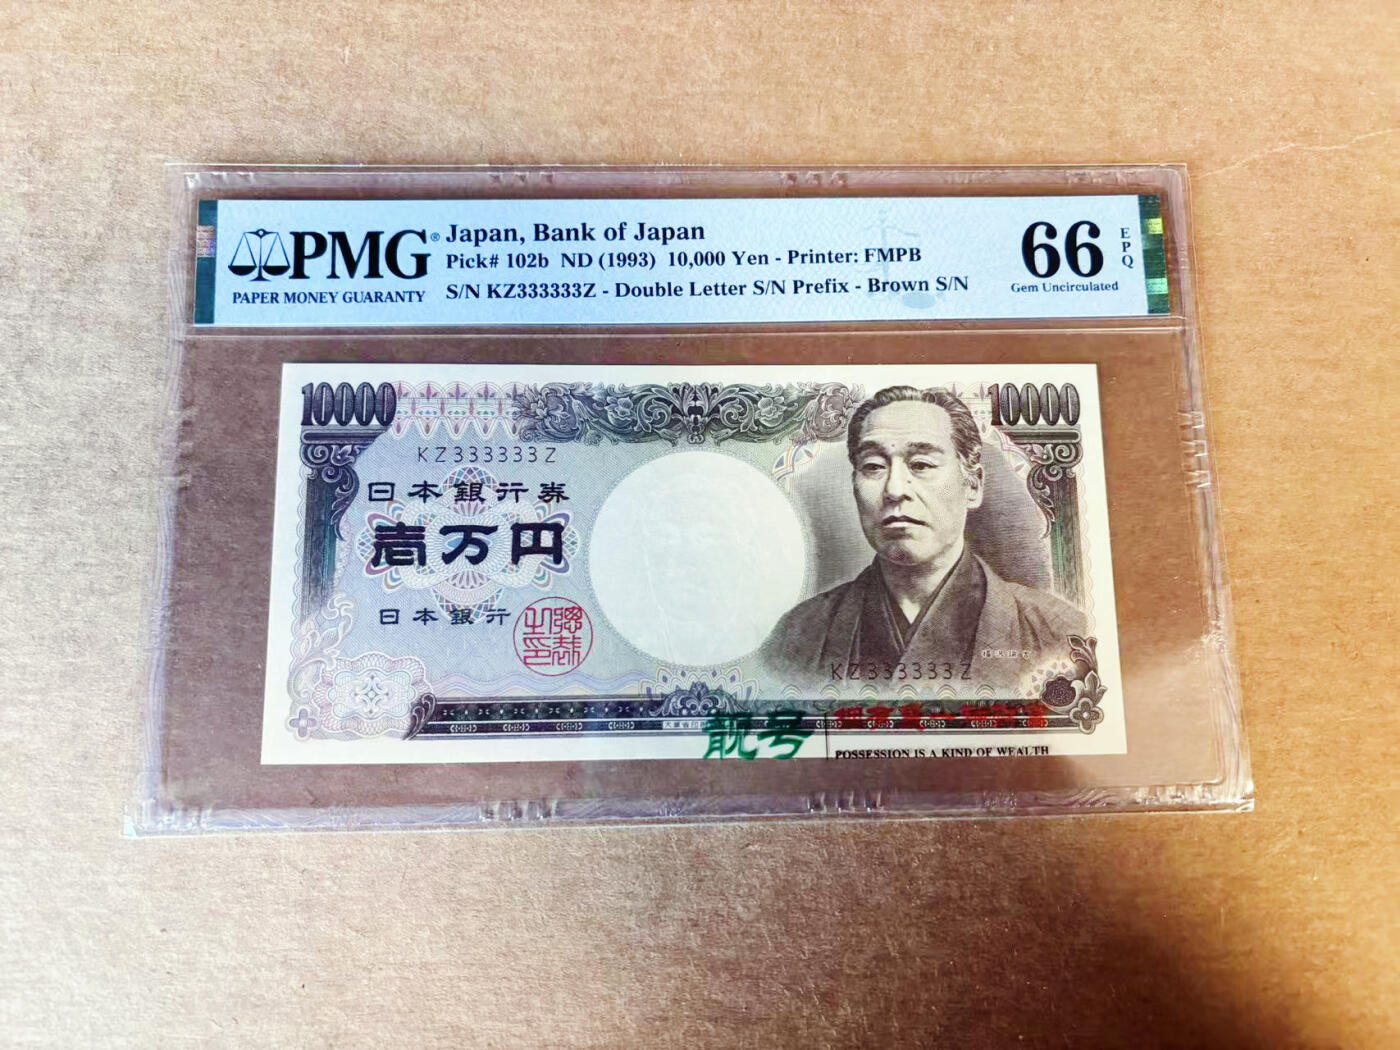 PMG®
PAPER MONEY GUARANTY
Japan, Bank of Japan
Pick# 102b ND (1993) 10,000 Yen - Printer: FMPB
S/N KZ333333Z - Double Letter S/N Prefix - Brown S/N
66
EPQ
Gem Uncirculated
10000
10000
KZ333333Z
日本銀行券
壱万円
日本銀行
KZ333333Z
靓号
POSSESSION IS A KIND OF WEALTH